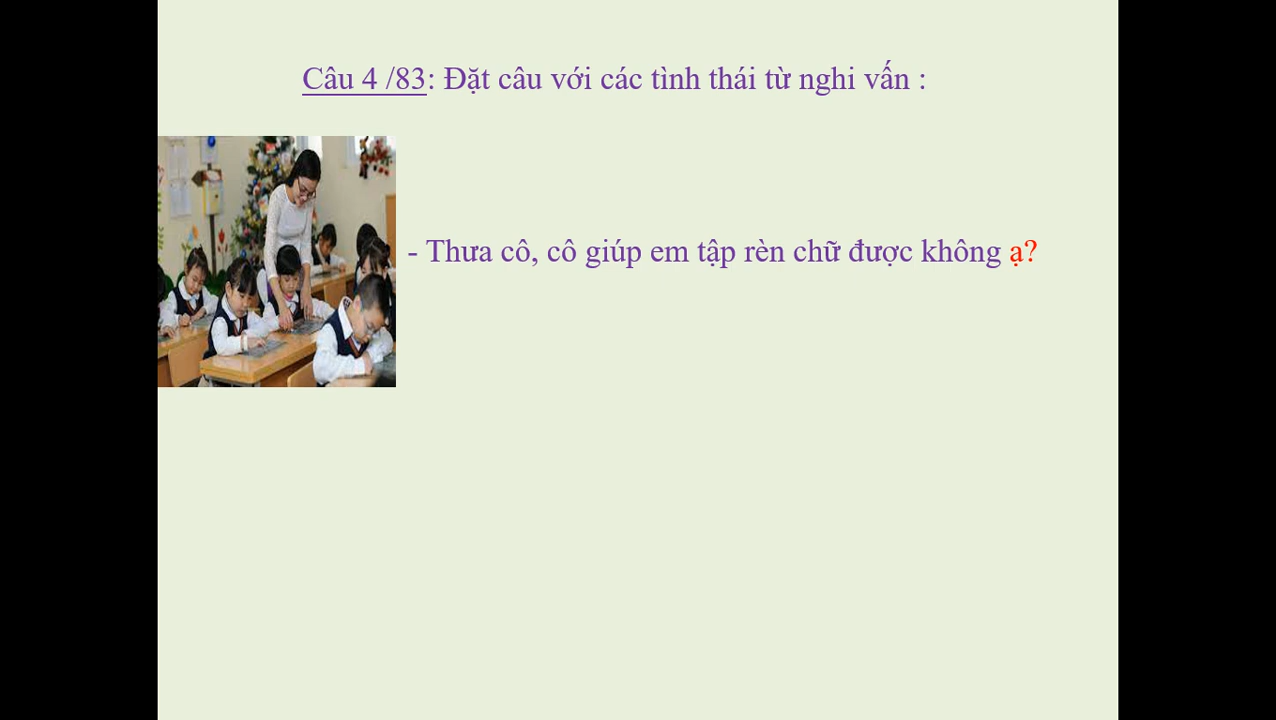 Câu 4 /83: Đặt câu với các tình thái từ nghi vấn :
- Thưa cô, cô giúp em tập rèn chữ được không ạ?